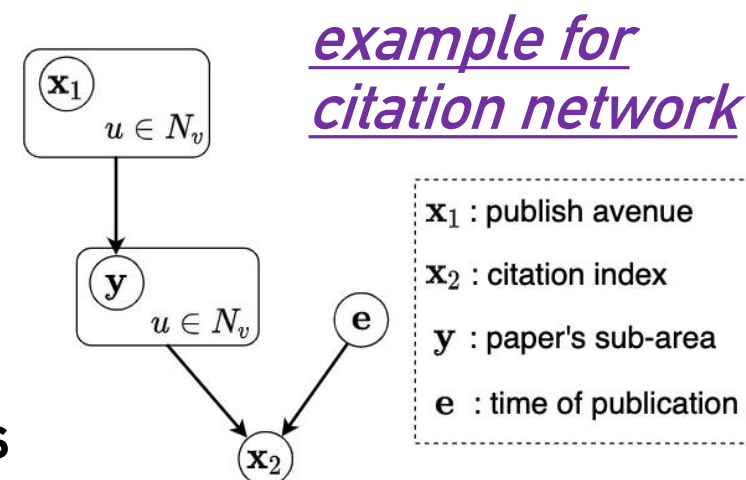 example for
citation network
x₁
u ∈ Nᵥ
y
u ∈ Nᵥ
e
x₂
x₁ : publish avenue
x₂ : citation index
y : paper's sub-area
e : time of publication
s